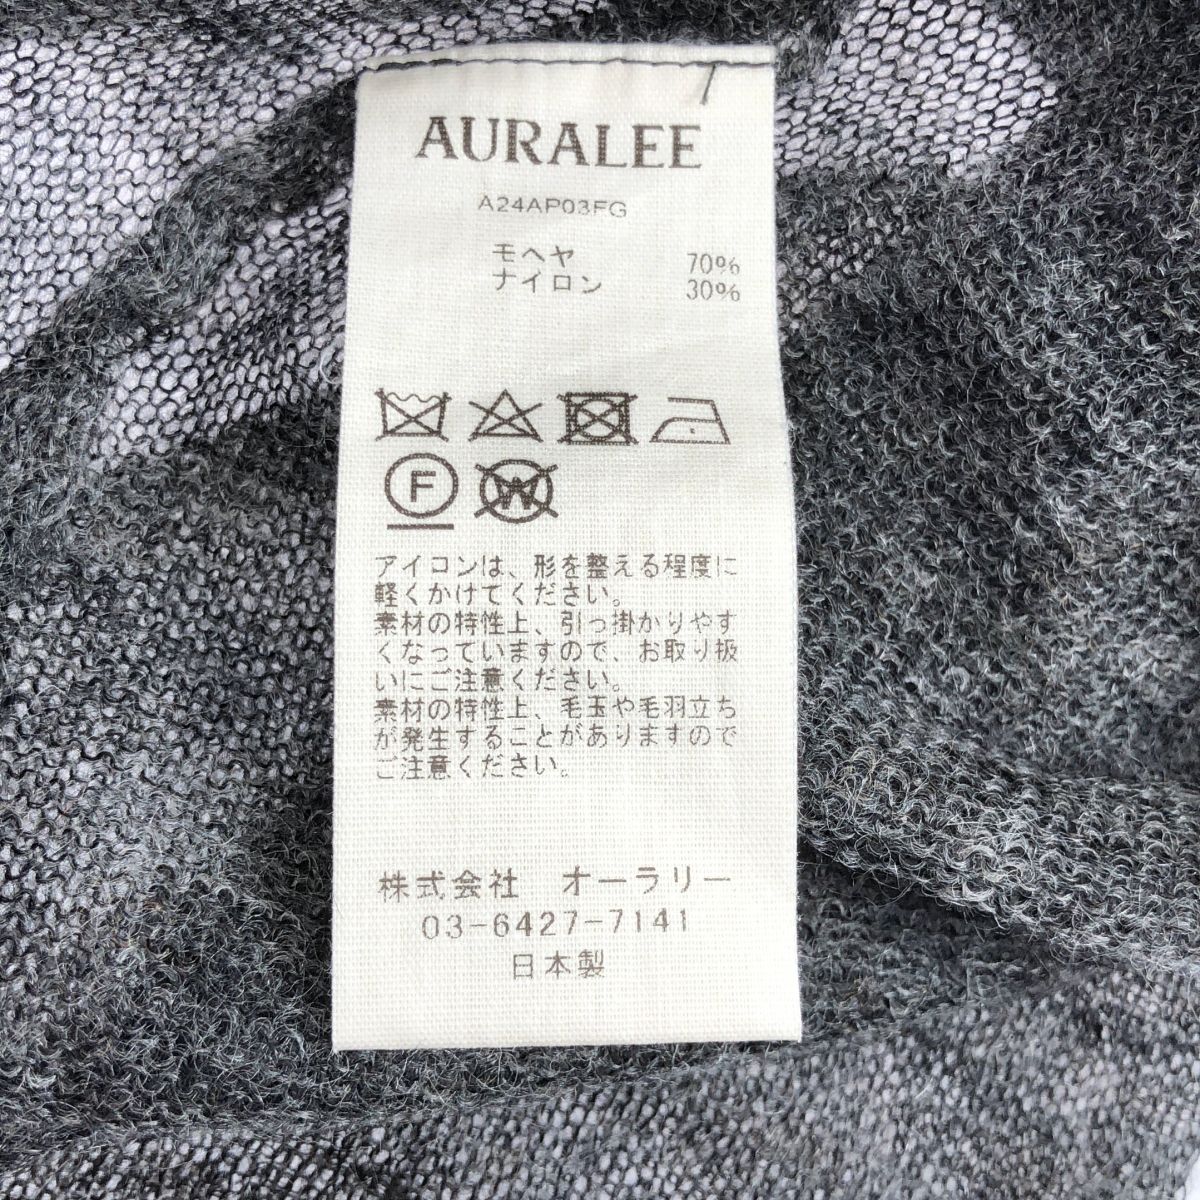 AURALEE
A24AP03FG
モヘヤ 70%
ナイロン 30%
F W
アイコンは、形を整える程度に
軽くかけてください。
素材の特性上、引っ掛かりやす
くなっていますので、お取り扱
いにご注意ください。
素材の特性上、毛玉や毛羽立ち
が発生することがありますので
ご注意ください。
株式会社 オーラリー
03-6427-7141
日本製